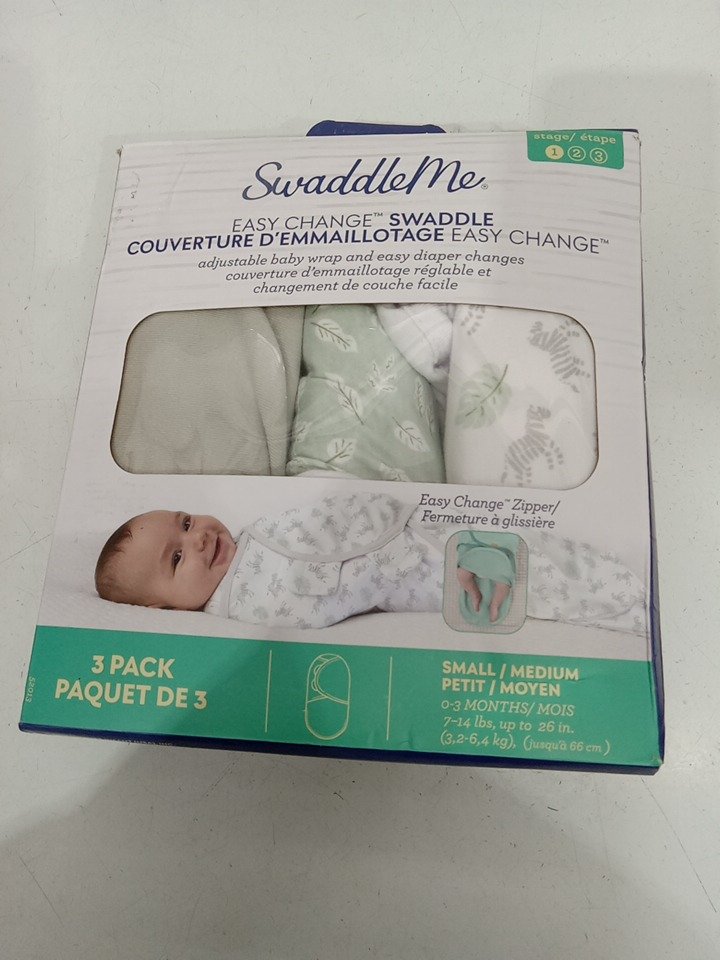 stage/ étape
1 2 3
SwaddleMe®
EASY CHANGE™ SWADDLE
COUVERTURE D'EMMAILLOTAGE EASY CHANGE™
adjustable baby wrap and easy diaper changes
couverture d'emmaillotage réglable et
changement de couche facile
Easy Change™ Zipper/
Fermeture à glissière
3 PACK
PAQUET DE 3
SMALL / MEDIUM
PETIT / MOYEN
0-3 MONTHS/ MOIS
7-14 lbs, up to 26 in.
(3,2-6,4 kg), (jusqu'à 66 cm)